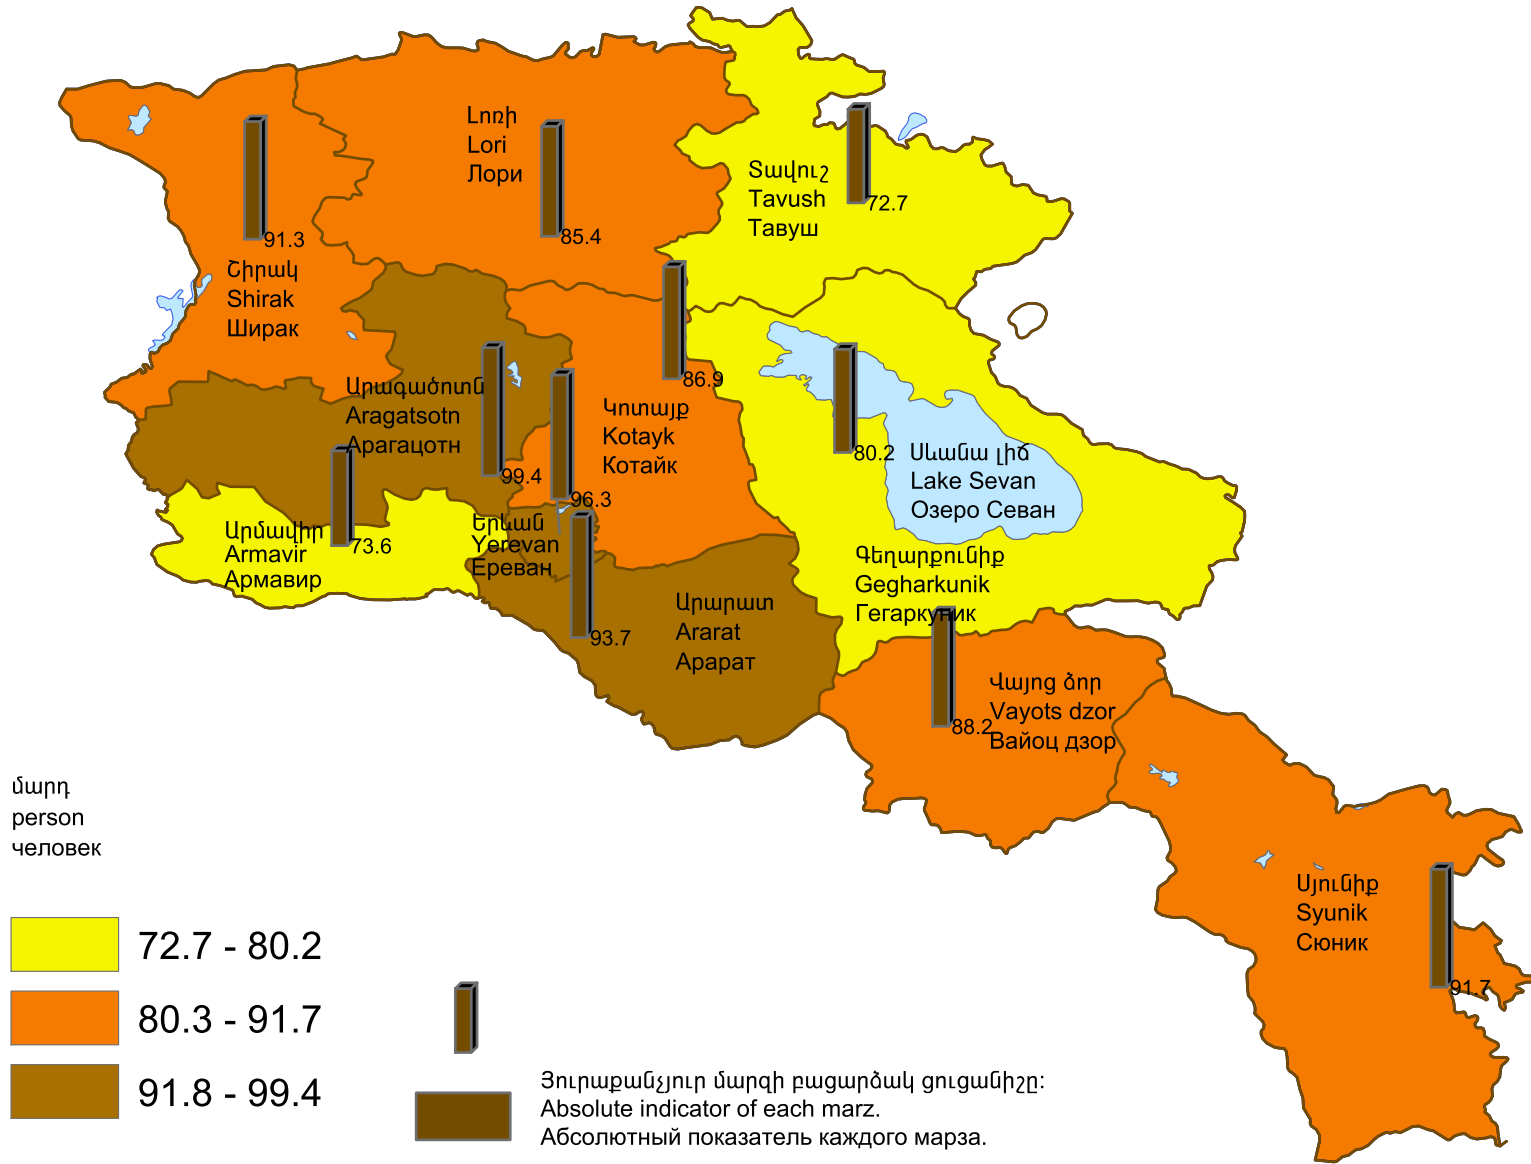 91.3
Շիրակ
Shirak
Ширак
Լոռի
Lori
Лори
85.4
Տավուշ
Tavush
Тавуш
72.7
Արագածոտն
Aragatsotn
Арагацотн
99.4
Կոտայք
Kotayk
Котайк
86.9
96.3
80.2
Սևանա լիճ
Lake Sevan
Озеро Севан
Գեղարքունիք
Gegharkunik
Гегаркуник
Արմավիր
Armavir
Армавир
73.6
Երևան
Yerevan
Ереван
93.7
Արարատ
Ararat
Арарат
88.2
Վայոց ձոր
Vayots dzor
Вайоц дзор
Սյունիք
Syunik
Сюник
91.7
մարդ
person
человек
72.7 - 80.2
80.3 - 91.7
91.8 - 99.4
Յուրաքանչյուր մարզի բացարձակ ցուցանիշը:
Absolute indicator of each marz.
Абсолютный показатель каждого марза.